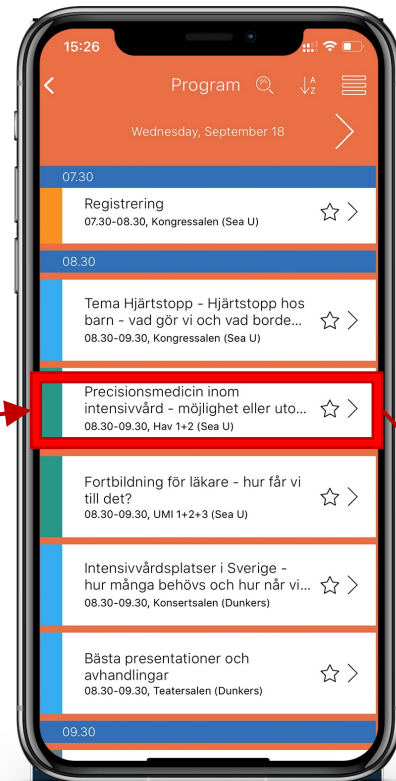 15:26
Program
Wednesday, September 18
07.30
Registrering
07.30-08.30, Kongressalen (Sea U)
08.30
Tema Hjärtstopp - Hjärtstopp hos
barn - vad gör vi och vad borde...
08.30-09.30, Kongressalen (Sea U)
Precisionsmedicin inom
intensivvård - möjlighet eller uto...
08.30-09.30, Hav 1+2 (Sea U)
Fortbildning för läkare - hur får vi
till det?
08.30-09.30, UMI 1+2+3 (Sea U)
Intensivvårdsplatser i Sverige -
hur många behövs och hur når vi...
08.30-09.30, Konsertsalen (Dunkers)
Bästa presentationer och
avhandlingar
08.30-09.30, Teatersalen (Dunkers)
09.30